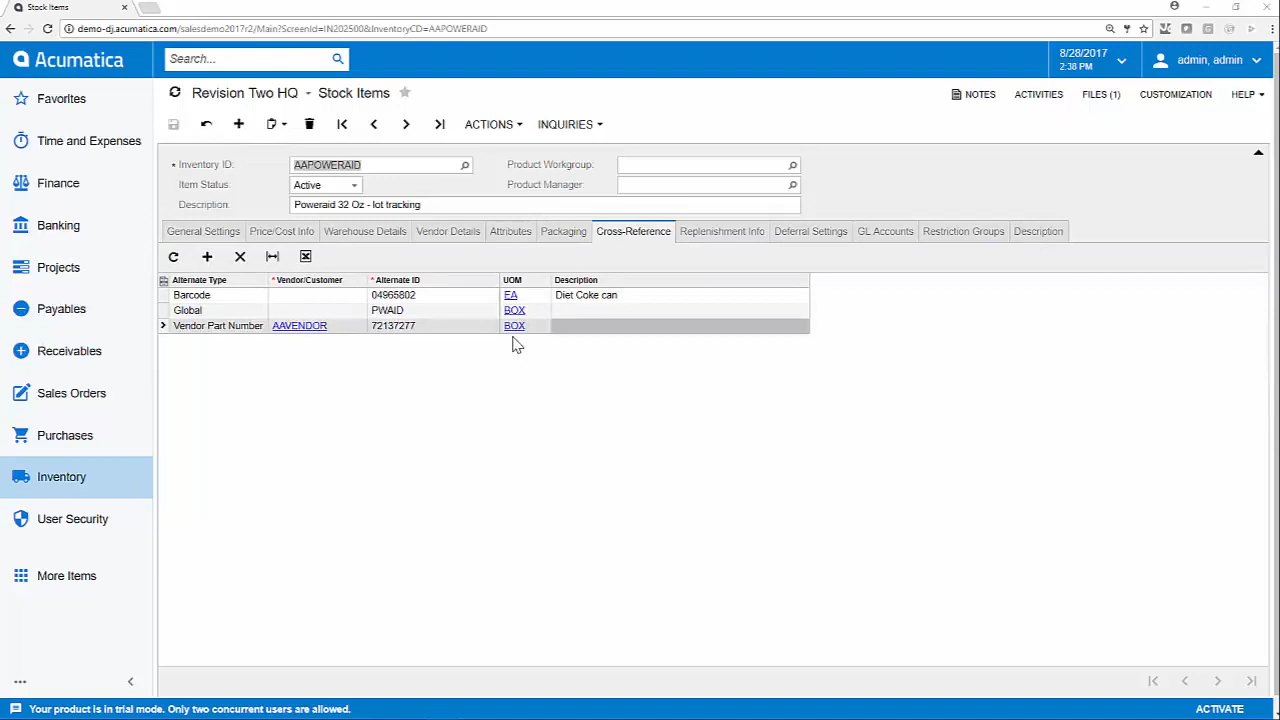 Stock Items
demo-dj.acumatica.com/salesdemo2017r2/Main?ScreenId=IN202500&InventoryCD=AAPOWERAID
Acumatica
Search...
8/28/2017
2:38 PM
admin, admin
Favorites
Time and Expenses
Finance
Banking
Projects
Payables
Receivables
Sales Orders
Purchases
Inventory
User Security
More Items
Revision Two HQ - Stock Items
NOTES ACTIVITIES FILES (1) CUSTOMIZATION HELP
ACTIONS INQUIRIES
* Inventory ID: AAPOWERAID Product Workgroup:
Item Status: Active Product Manager:
Description: Poweraid 32 Oz - lot tracking
General Settings Price/Cost Info Warehouse Details Vendor Details Attributes Packaging Cross-Reference Replenishment Info Deferral Settings GL Accounts Restriction Groups Description
Alternate Type * Vendor/Customer * Alternate ID UOM Description
Barcode 04965802 EA Diet Coke can
Global PWAID BOX
Vendor Part Number AAVENDOR 72137277 BOX
Your product is in trial mode. Only two concurrent users are allowed. ACTIVATE